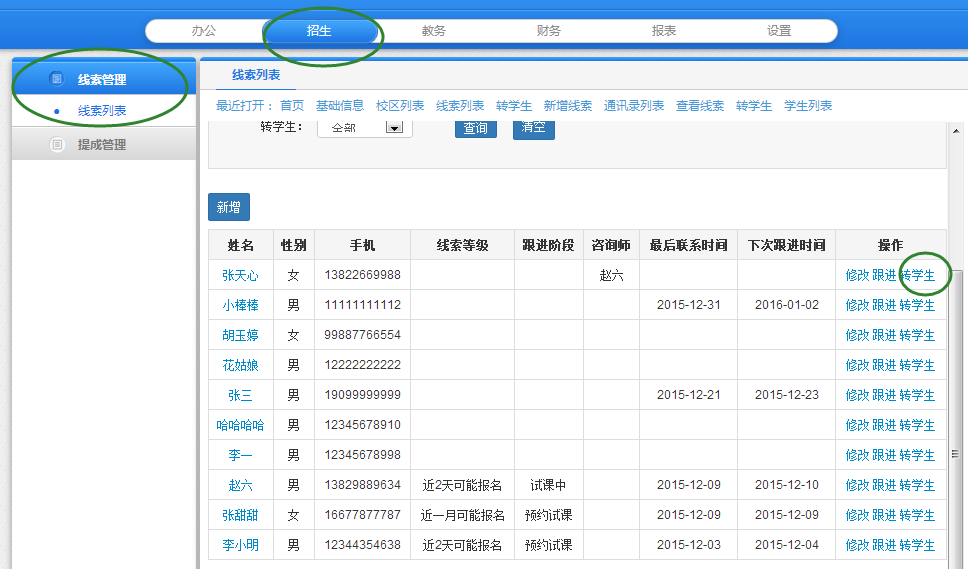 办公 招生 教务 财务 报表 设置
线索管理
线索列表
提成管理
线索列表
最近打开： 首页 基础信息 校区列表 线索列表 转学生 新增线索 通讯录列表 查看线索 转学生 学生列表
转学生： 全部 查询 清空
新增
姓名 性别 手机 线索等级 跟进阶段 咨询师 最后联系时间 下次跟进时间 操作
张天心 女 13822669988 赵六 修改 跟进 转学生
小棒棒 男 11111111112 2015-12-31 2016-01-02 修改 跟进 转学生
胡玉婷 女 99887766554 修改 跟进 转学生
花姑娘 男 12222222222 修改 跟进 转学生
张三 男 19099999999 2015-12-21 2015-12-23 修改 跟进 转学生
哈哈哈哈 男 12345678910 修改 跟进 转学生
李一 男 12345678998 修改 跟进 转学生
赵六 男 13829889634 近2天可能报名 试课中 2015-12-09 2015-12-10 修改 跟进 转学生
张甜甜 女 16677877787 近一月可能报名 预约试课 2015-12-09 2015-12-09 修改 跟进 转学生
李小明 男 12344354638 近2天可能报名 预约试课 2015-12-03 2015-12-04 修改 跟进 转学生